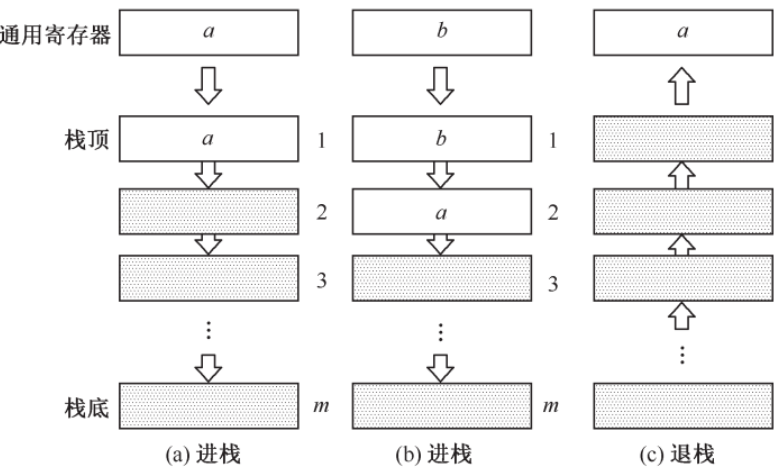 通用寄存器 a b a
栈顶 a 1 b 1
2 a 2
3 3
⋮ ⋮ ⋮
栈底 m m
(a) 进栈 (b) 进栈 (c) 退栈